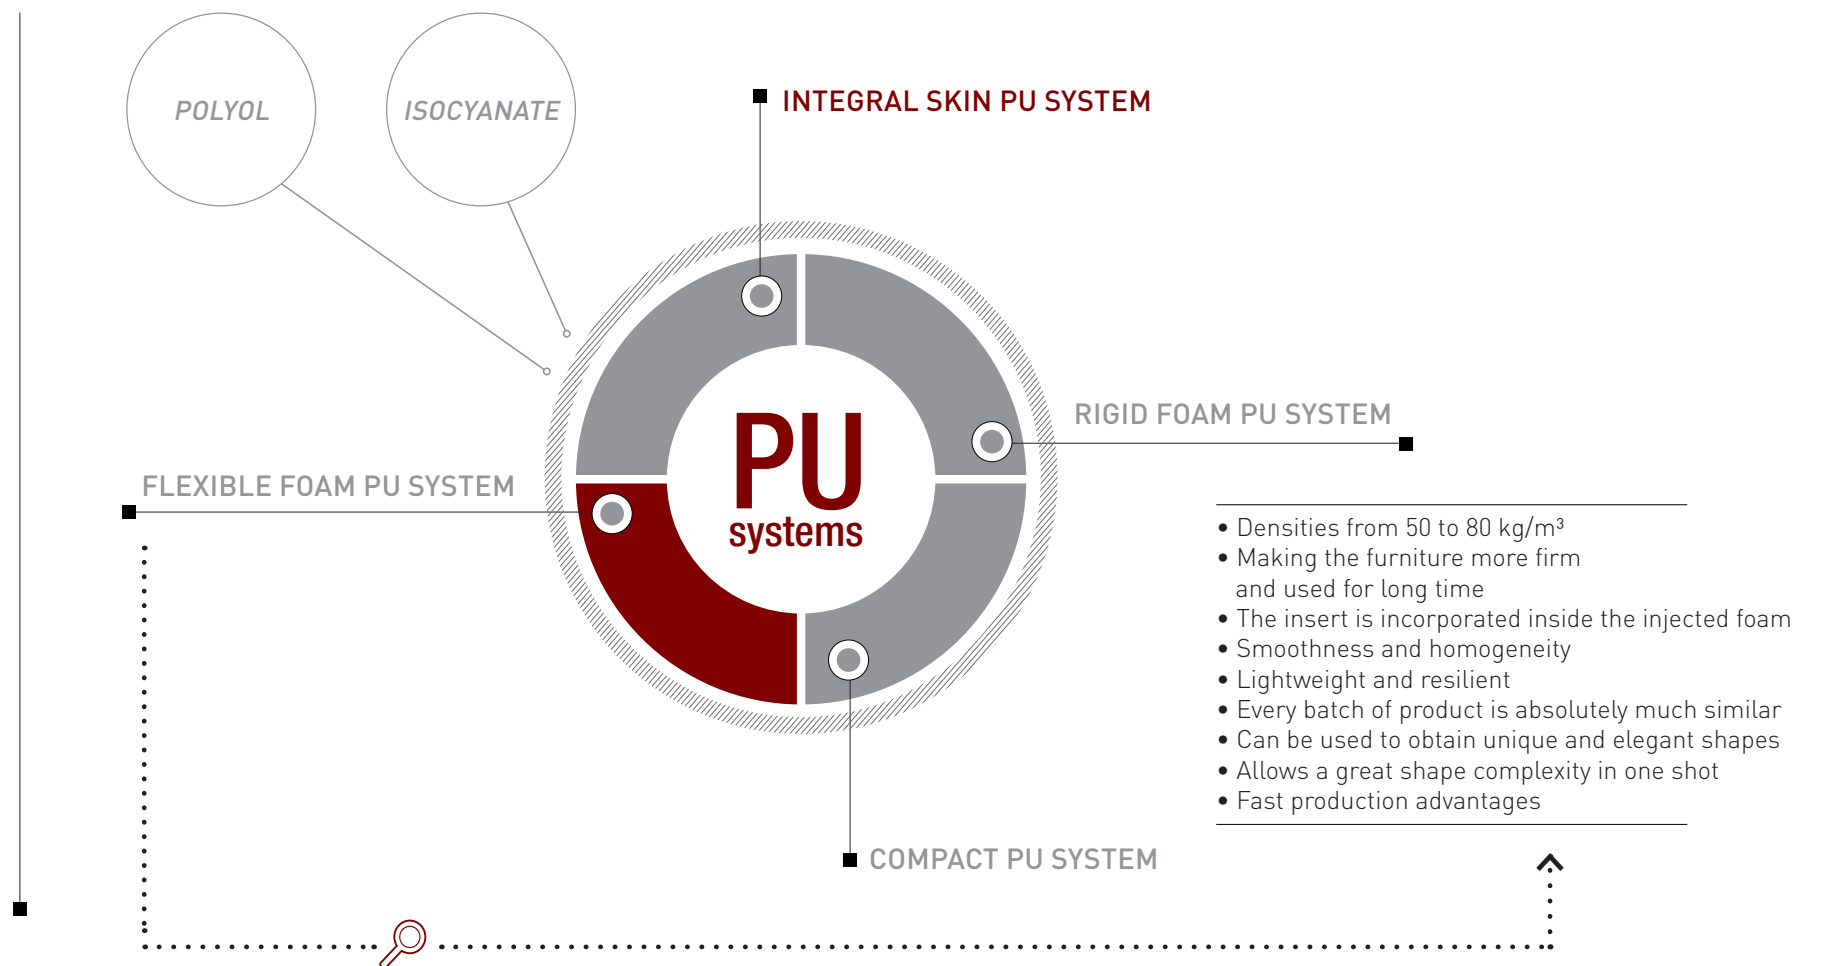 POLYOL
ISOCYANATE
INTEGRAL SKIN PU SYSTEM
RIGID FOAM PU SYSTEM
FLEXIBLE FOAM PU SYSTEM
PU
systems
• Densities from 50 to 80 kg/m³
• Making the furniture more firm
and used for long time
• The insert is incorporated inside the injected foam
• Smoothness and homogeneity
• Lightweight and resilient
• Every batch of product is absolutely much similar
• Can be used to obtain unique and elegant shapes
• Allows a great shape complexity in one shot
• Fast production advantages
COMPACT PU SYSTEM